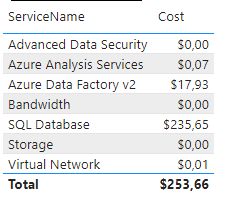 ServiceName Cost
Advanced Data Security $0,00
Azure Analysis Services $0,07
Azure Data Factory v2 $17,93
Bandwidth $0,00
SQL Database $235,65
Storage $0,00
Virtual Network $0,01
Total $253,66